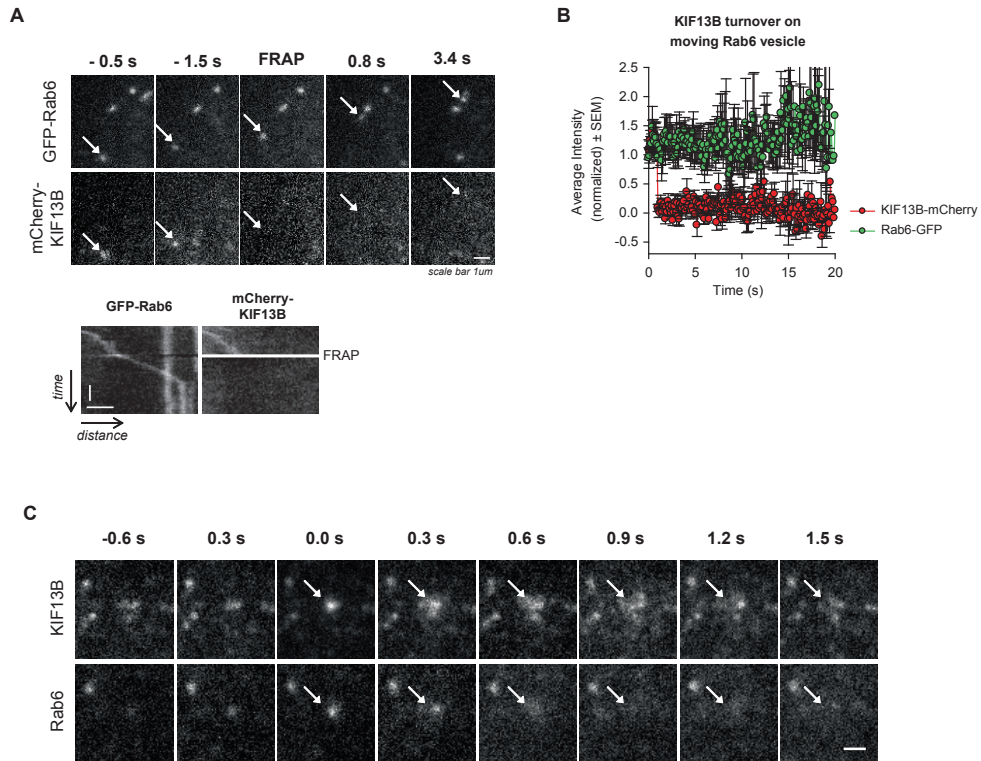 A
- 0.5 s
- 1.5 s
FRAP
0.8 s
3.4 s
GFP-Rab6
mCherry-
KIF13B
scale bar 1um
GFP-Rab6
mCherry-
KIF13B
FRAP
time
distance
B
KIF13B turnover on
moving Rab6 vesicle
Average Intensity
(normalized) ± SEM
2.5
2.0
1.5
1.0
0.5
0.0
-0.5
0
5
10
15
20
Time (s)
KIF13B-mCherry
Rab6-GFP
C
-0.6 s
0.3 s
0.0 s
0.3 s
0.6 s
0.9 s
1.2 s
1.5 s
KIF13B
Rab6